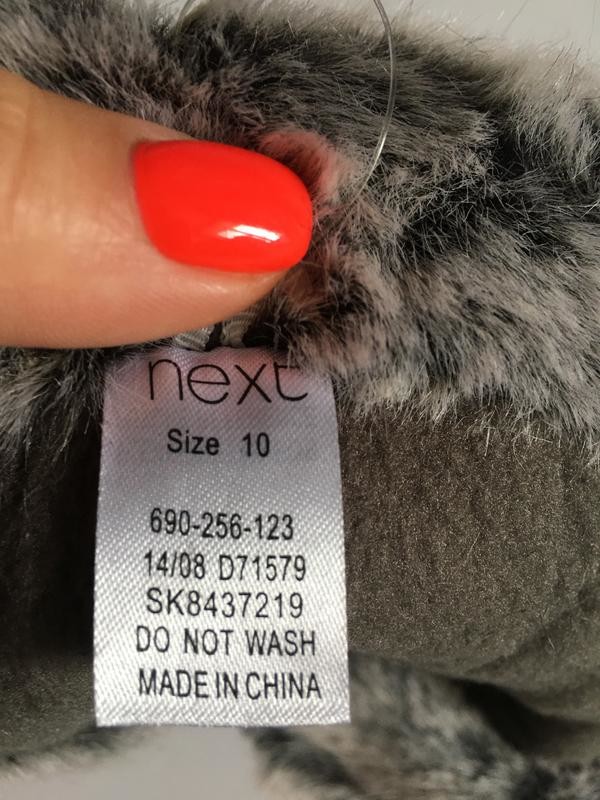 next
Size 10
690-256-123
14/08 D71579
SK8437219
DO NOT WASH
MADE IN CHINA